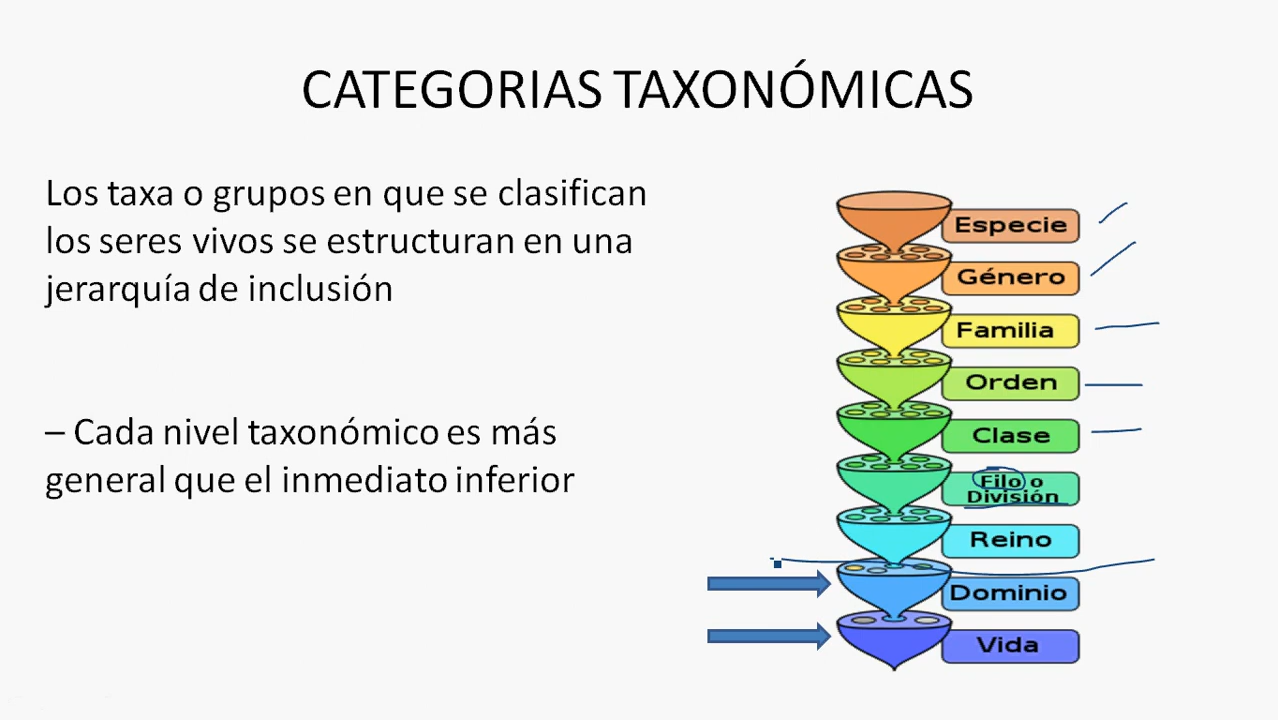 CATEGORIAS TAXONÓMICAS
Los taxa o grupos en que se clasifican
los seres vivos se estructuran en una
jerarquía de inclusión
– Cada nivel taxonómico es más
general que el inmediato inferior
Especie
Género
Familia
Orden
Clase
Filo o
División
Reino
Dominio
Vida